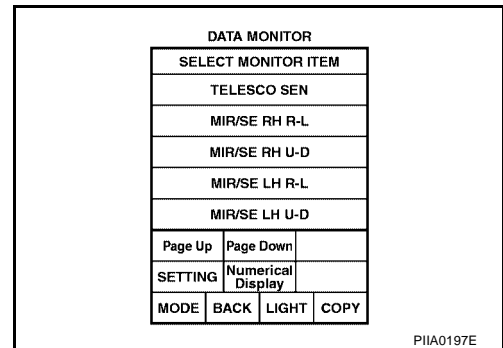 DATA MONITOR
SELECT MONITOR ITEM
TELESCO SEN
MIR/SE RH R-L
MIR/SE RH U-D
MIR/SE LH R-L
MIR/SE LH U-D
Page Up Page Down
SETTING Numerical
Display
MODE BACK LIGHT COPY
PIIA0197E